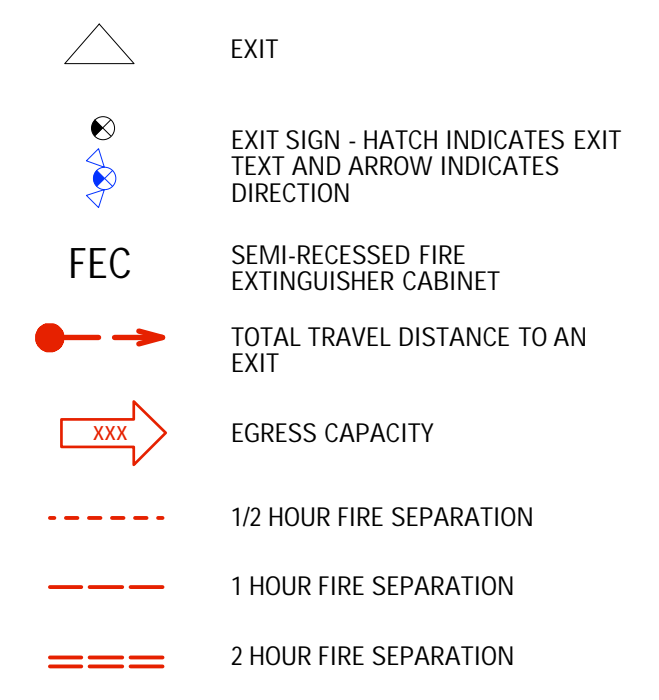 EXIT
EXIT SIGN - HATCH INDICATES EXIT
TEXT AND ARROW INDICATES
DIRECTION
FEC
SEMI-RECESSED FIRE
EXTINGUISHER CABINET
TOTAL TRAVEL DISTANCE TO AN
EXIT
XXX
EGRESS CAPACITY
1/2 HOUR FIRE SEPARATION
1 HOUR FIRE SEPARATION
2 HOUR FIRE SEPARATION